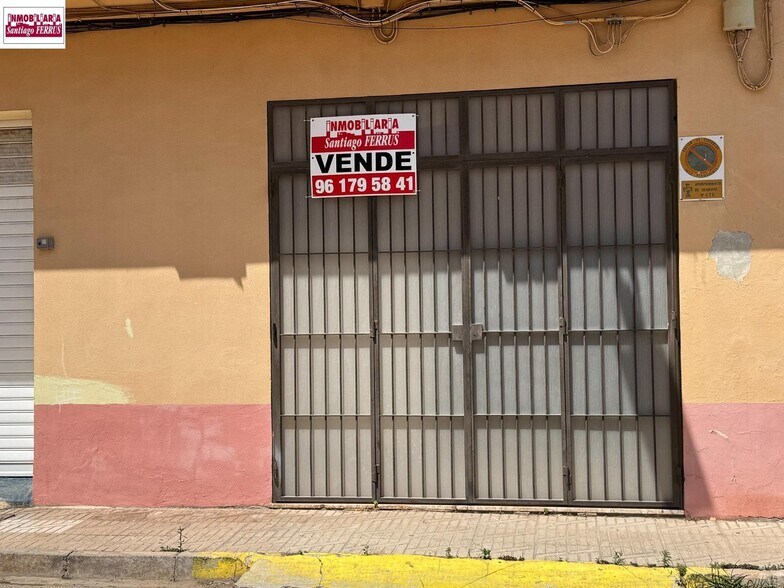 INMOBILIARIA
Santiago FERRUS
INMOBILIARIA
Santiago FERRUS
VENDE
96 179 58 41